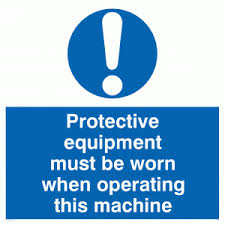 Protective
equipment
must be worn
when operating
this machine